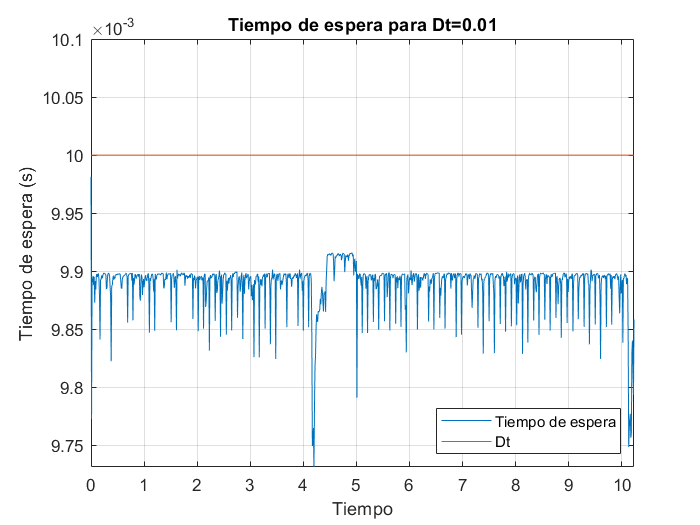 Tiempo de espera para Dt=0.01
×10-3
10.1
10.05
10
9.95
9.9
9.85
9.8
9.75
Tiempo de espera (s)
0 1 2 3 4 5 6 7 8 9 10
Tiempo
Tiempo de espera
Dt